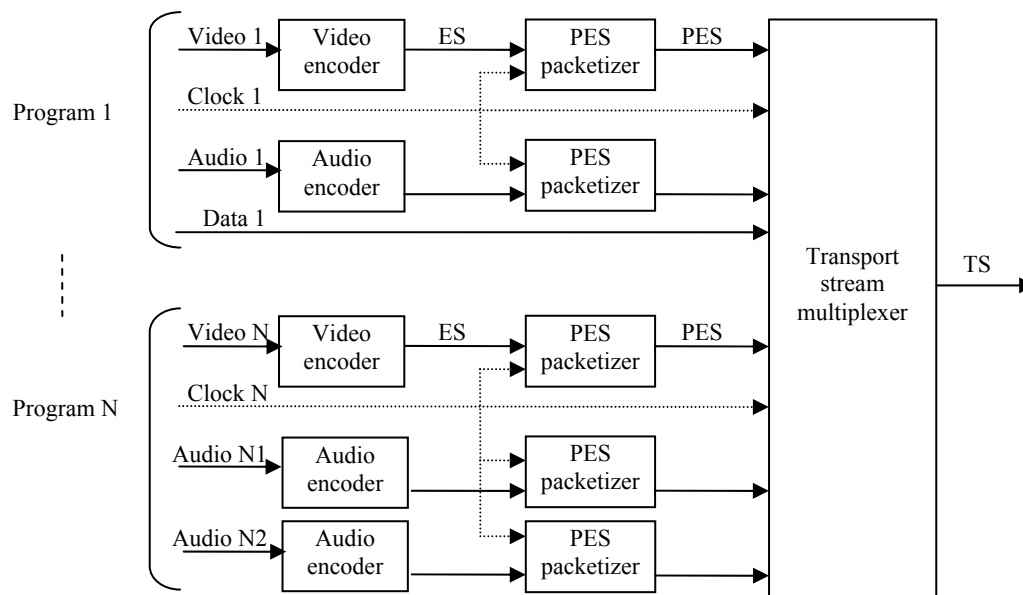 Video 1
Video
encoder
ES
PES
packetizer
PES
Program 1
Clock 1
Audio 1
Audio
encoder
PES
packetizer
Data 1
Transport
stream
multiplexer
TS
Video N
Video
encoder
ES
PES
packetizer
PES
Program N
Clock N
Audio N1
Audio
encoder
PES
packetizer
Audio N2
Audio
encoder
PES
packetizer